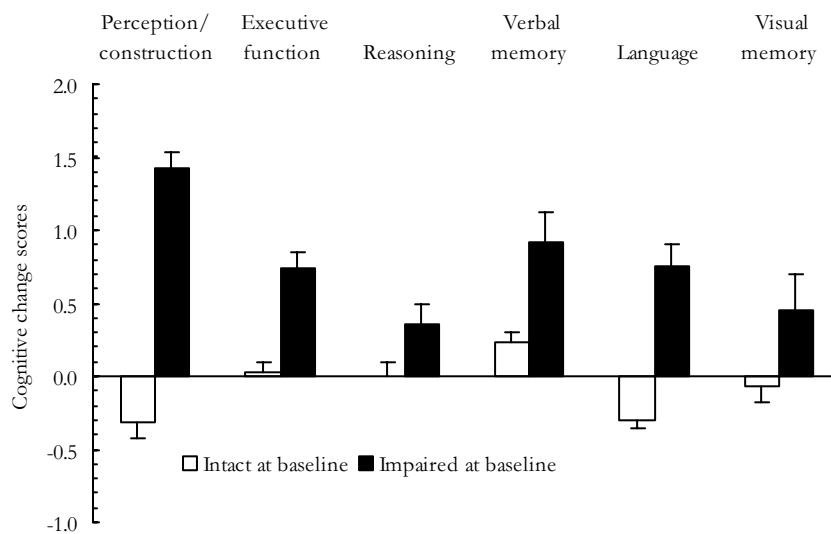 Perception/ Executive Verbal Visual
construction function Reasoning memory Language memory
2.0
1.5
1.0
0.5
0.0
-0.5
-1.0
Cognitive change scores
Intact at baseline Impaired at baseline